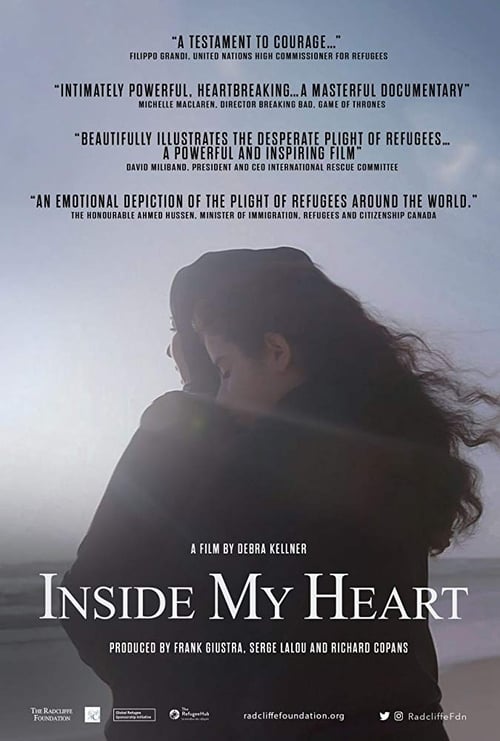 "A TESTAMENT TO COURAGE..."
FILIPPO GRANDI, UNITED NATIONS HIGH COMMISSIONER FOR REFUGEES
"INTIMATELY POWERFUL, HEARTBREAKING...A MASTERFUL DOCUMENTARY"
MICHELLE MACLAREN, DIRECTOR BREAKING BAD, GAME OF THRONES
"BEAUTIFULLY ILLUSTRATES THE DESPERATE PLIGHT OF REFUGEES...
A POWERFUL AND INSPIRING FILM"
DAVID MILIBAND, PRESIDENT AND CEO INTERNATIONAL RESCUE COMMITTEE
"AN EMOTIONAL DEPICTION OF THE PLIGHT OF REFUGEES AROUND THE WORLD."
THE HONOURABLE AHMED HUSSEN, MINISTER OF IMMIGRATION, REFUGEES AND CITIZENSHIP CANADA
A FILM BY DEBRA KELLNER
INSIDE MY HEART
PRODUCED BY FRANK GIUSTRA, SERGE LALOU AND RICHARD COPANS
THE RADCLIFFE
FOUNDATION
Global Refugee
Sponsorship Initiative
The
RefugeeHub
radcliffefoundation.org
RadcliffeFdn